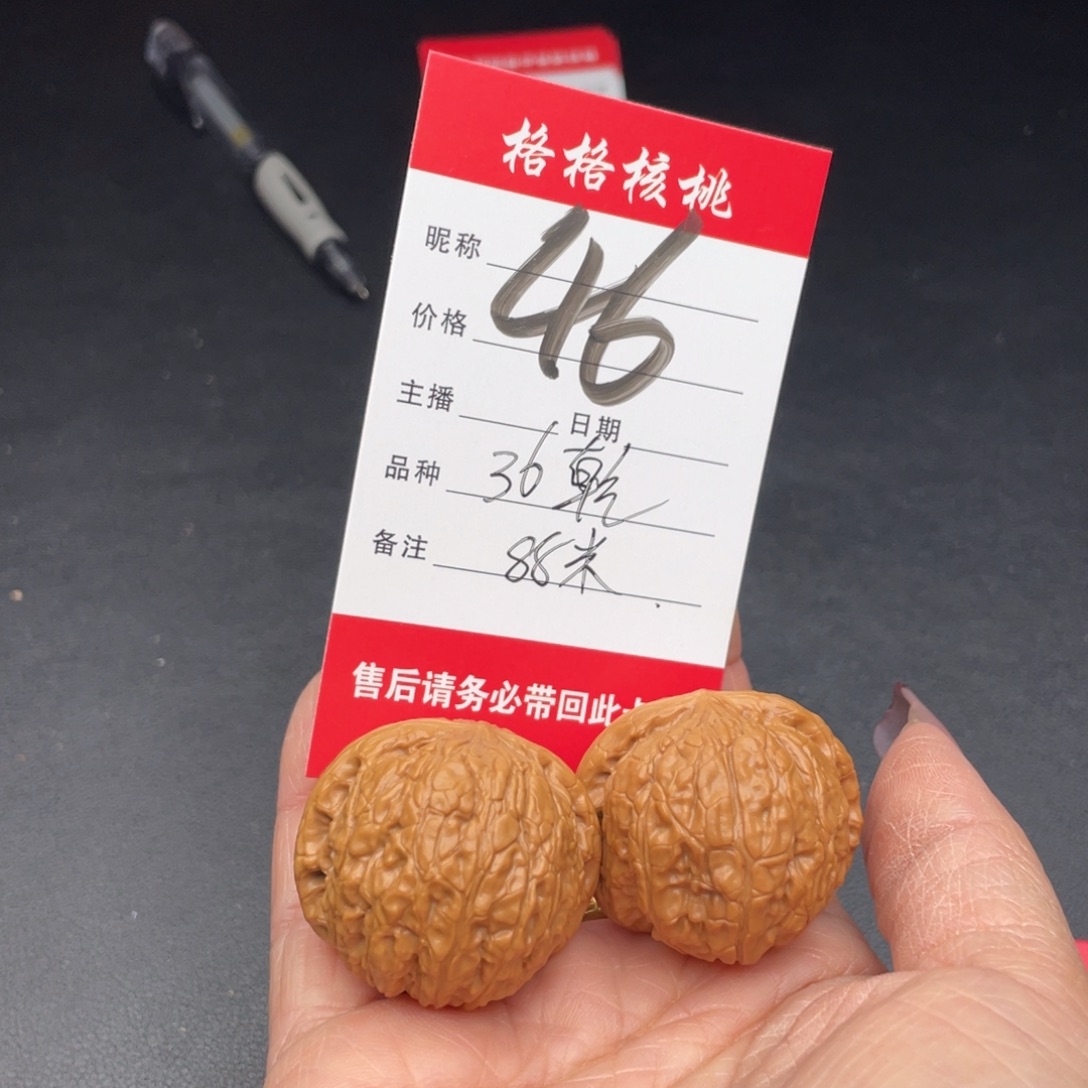 格格核桃
昵称
46
价格
主播 日期
品种 36乾
备注 88米
售后请务必带回此